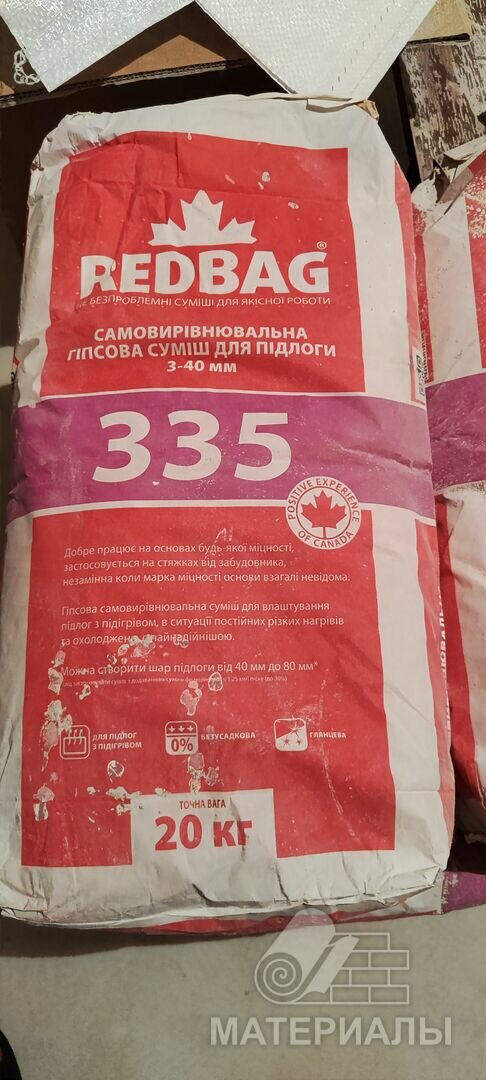 REDBAG®
БЕЗПРОБЛЕМНІ СУМІШІ ДЛЯ ЯКІСНОЇ РОБОТИ
САМОВИРІВНЮВАЛЬНА
ГІПСОВА СУМІШ ДЛЯ ПІДЛОГИ
3-40 мм
335
POSITIVE EXPERIENCE
OF CANADA
Добре працює на основах будь-якої міцності,
застосовується на стяжках від забудовника,
незамінна коли марка міцності основи взагалі невідома.
Гіпсова самовирівнювальна суміш для влаштування
підлог з підігрівом, в ситуації постійних різких нагрівів
та охолоджень найнадійнішою.
Можна створити шар підлоги від 40 мм до 80 мм*
ДЛЯ ПІДЛОГ
З ПІДІГРІВОМ
0%
БЕЗУСАДКОВА
ГЛЯНЦЕВА
ТОЧНА ВАГА
20 кг
МАТЕРИАЛЫ